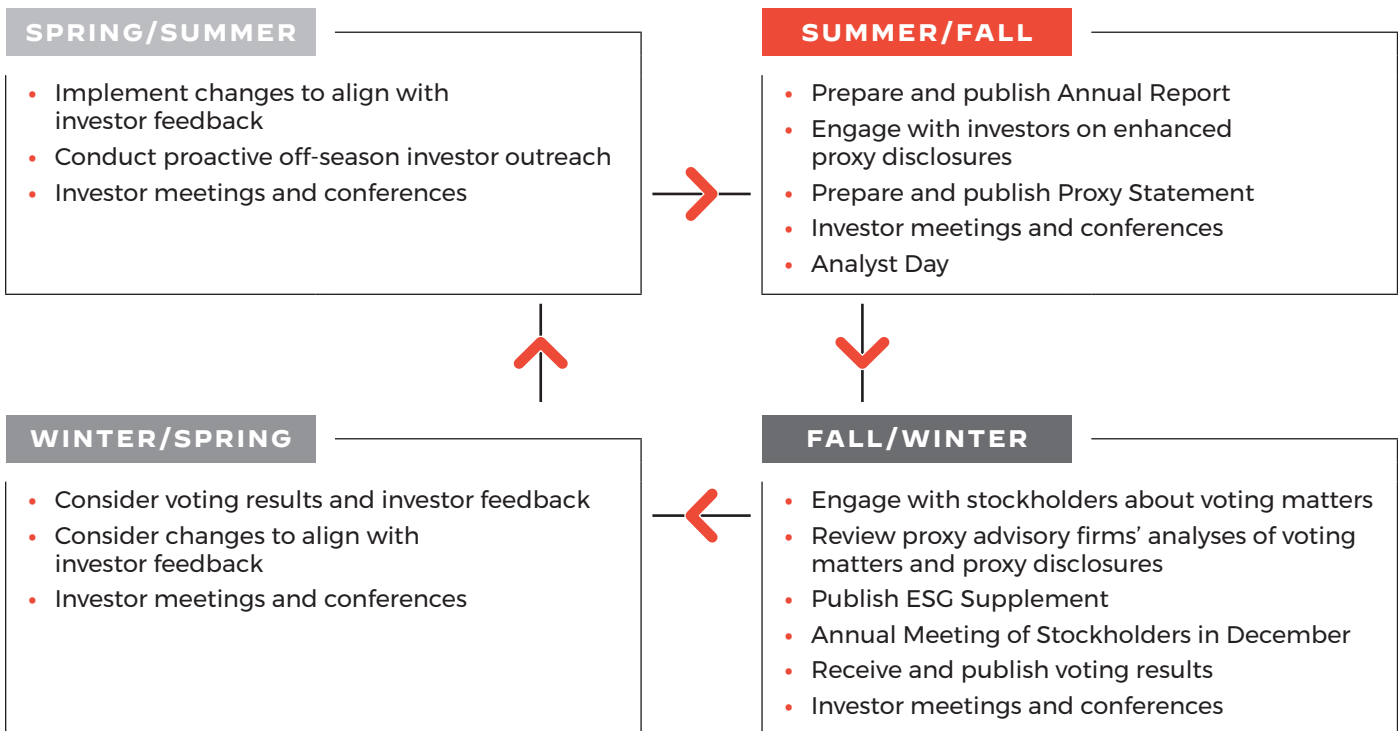 SPRING/SUMMER
• Implement changes to align with
investor feedback
• Conduct proactive off-season investor outreach
• Investor meetings and conferences
SUMMER/FALL
• Prepare and publish Annual Report
• Engage with investors on enhanced
proxy disclosures
• Prepare and publish Proxy Statement
• Investor meetings and conferences
• Analyst Day
WINTER/SPRING
• Consider voting results and investor feedback
• Consider changes to align with
investor feedback
• Investor meetings and conferences
FALL/WINTER
• Engage with stockholders about voting matters
• Review proxy advisory firms’ analyses of voting
matters and proxy disclosures
• Publish ESG Supplement
• Annual Meeting of Stockholders in December
• Receive and publish voting results
• Investor meetings and conferences